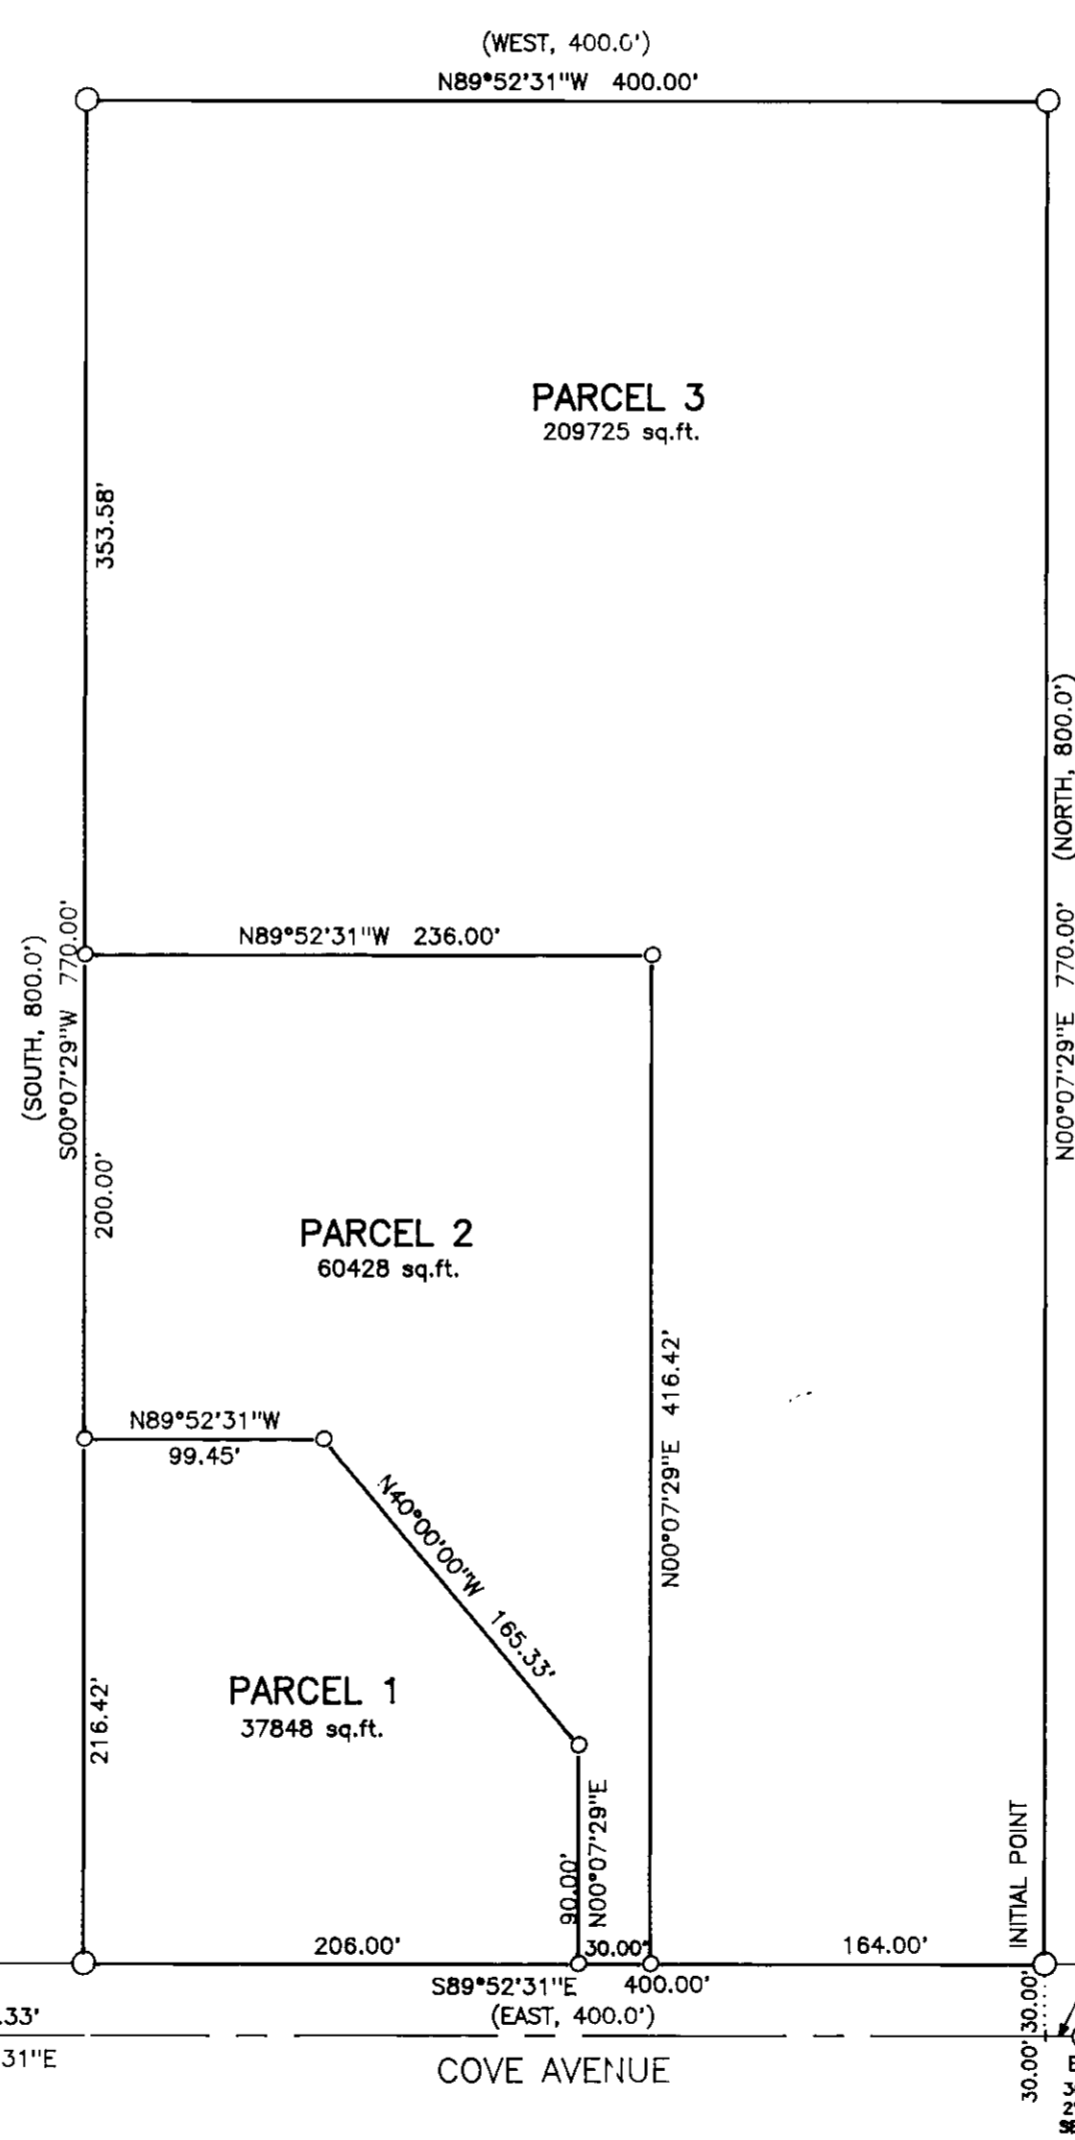 (WEST, 400.0')
N89°52'31"W 400.00'
PARCEL 3
209725 sq.ft.
353.58'
(NORTH, 800.0')
N00°07'29"E 770.00'
(SOUTH, 800.0')
S00°07'29"W 770.00'
N89°52'31"W 236.00'
200.00'
PARCEL 2
60428 sq.ft.
N00°07'29"E 416.42'
N89°52'31"W
99.45'
N40°00'00"W 165.33'
PARCEL 1
37848 sq.ft.
216.42'
90.00'
N00°07'29"E
INITIAL POINT
206.00'
30.00'
164.00'
S89°52'31"E 400.00'
(EAST, 400.0')
30.00'
30.00'
.33'
31"E
COVE AVENUE